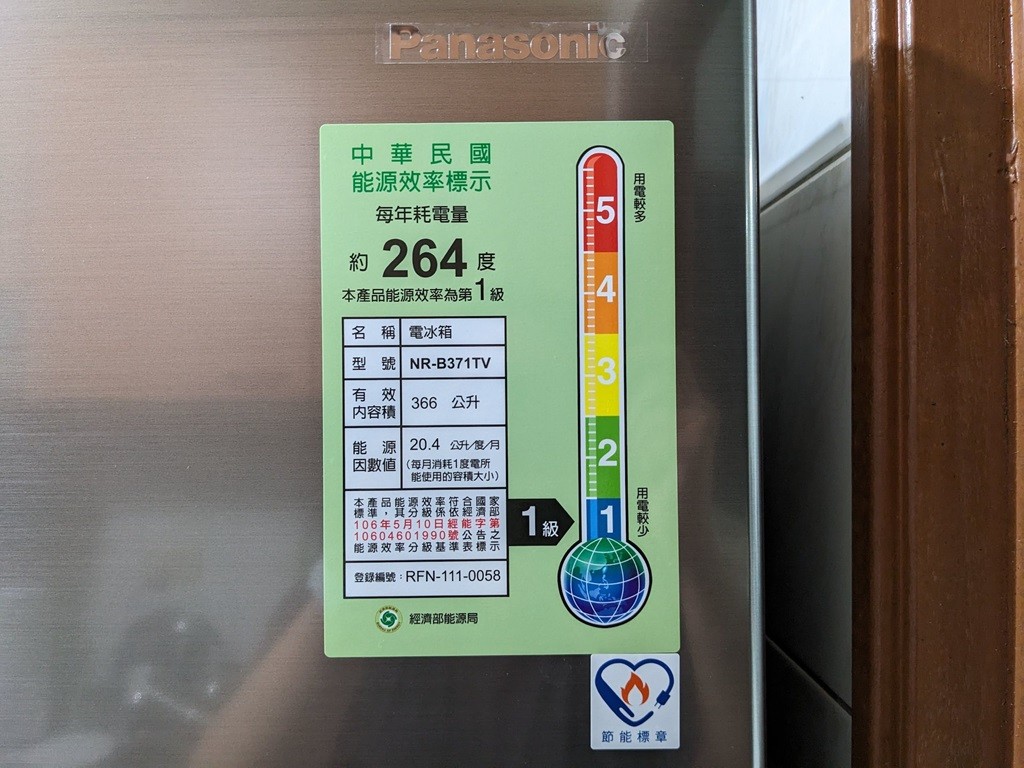 Panasonic
中華民國
能源效率標示
每年耗電量
約 264 度
本產品能源效率為第1級
名稱 電冰箱
型號 NR-B371TV
有效
內容積
366 公升
能源
因數值
20.4 公升/度/月
(每月消耗1度電所
能使用的容積大小)
本產品能源效率符合國家
標準,其分級係依經濟部
106年5月10日經能字第
10604601990號公告之
能源效率分級基準表標示
登錄編號:RFN-111-0058
經濟部能源局
用電較多
5
4
3
2
1
用電較少
1級
節能標章